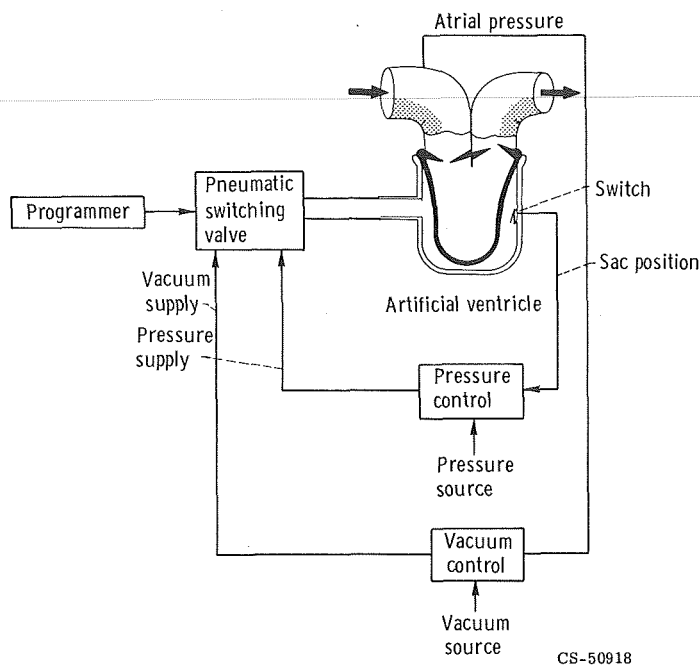 Atrial pressure
Pneumatic
switching
valve
Programmer
Switch
Sac position
Vacuum
supply
Artificial ventricle
Pressure
supply
Pressure
control
Pressure
source
Vacuum
control
Vacuum
source
CS-50918